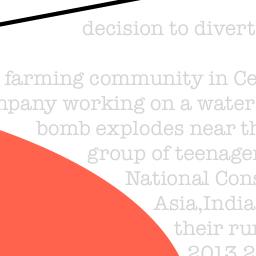 decision to divert
farming community in Ce
mpany working on a water
bomb explodes near th
group of teenager
National Cons
Asia,India
their ru
2013 2